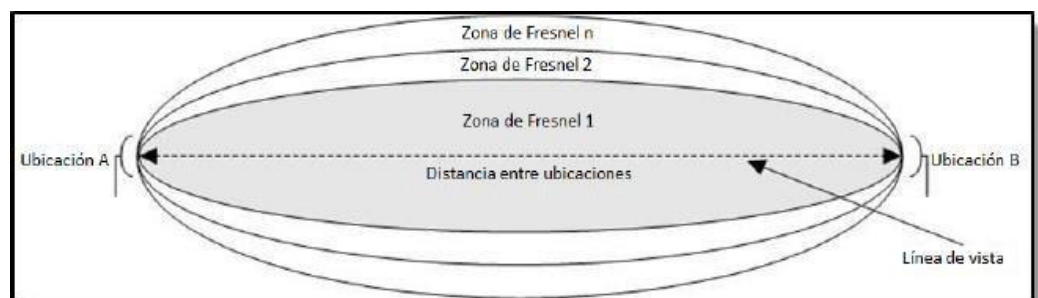 Zona de Fresnel n
Zona de Fresnel 2
Zona de Fresnel 1
Ubicación A
Ubicación B
Distancia entre ubicaciones
Línea de vista